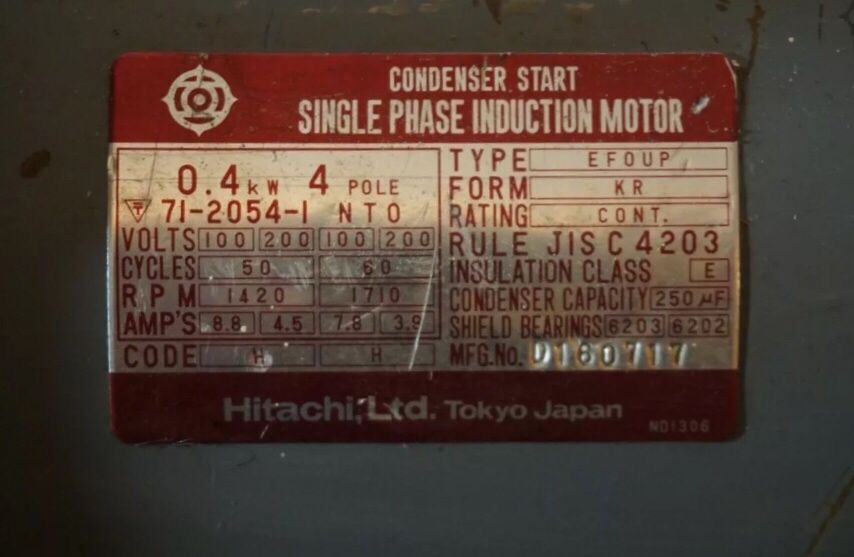 CONDENSER START
SINGLE PHASE INDUCTION MOTOR
0.4 kW 4 POLE
71-2054-1 NTO
VOLTS 100 200 100 200
CYCLES 50 60
RPM 1420 1710
AMP'S 8.8 4.5 7.8 3.9
CODE H H
TYPE EFOUP
FORM KR
RATING CONT.
RULE JIS C 4203
INSULATION CLASS E
CONDENSER CAPACITY 250 µF
SHIELD BEARINGS 6203 6202
MFG.No. D160717
Hitachi, Ltd. Tokyo Japan
ND1306